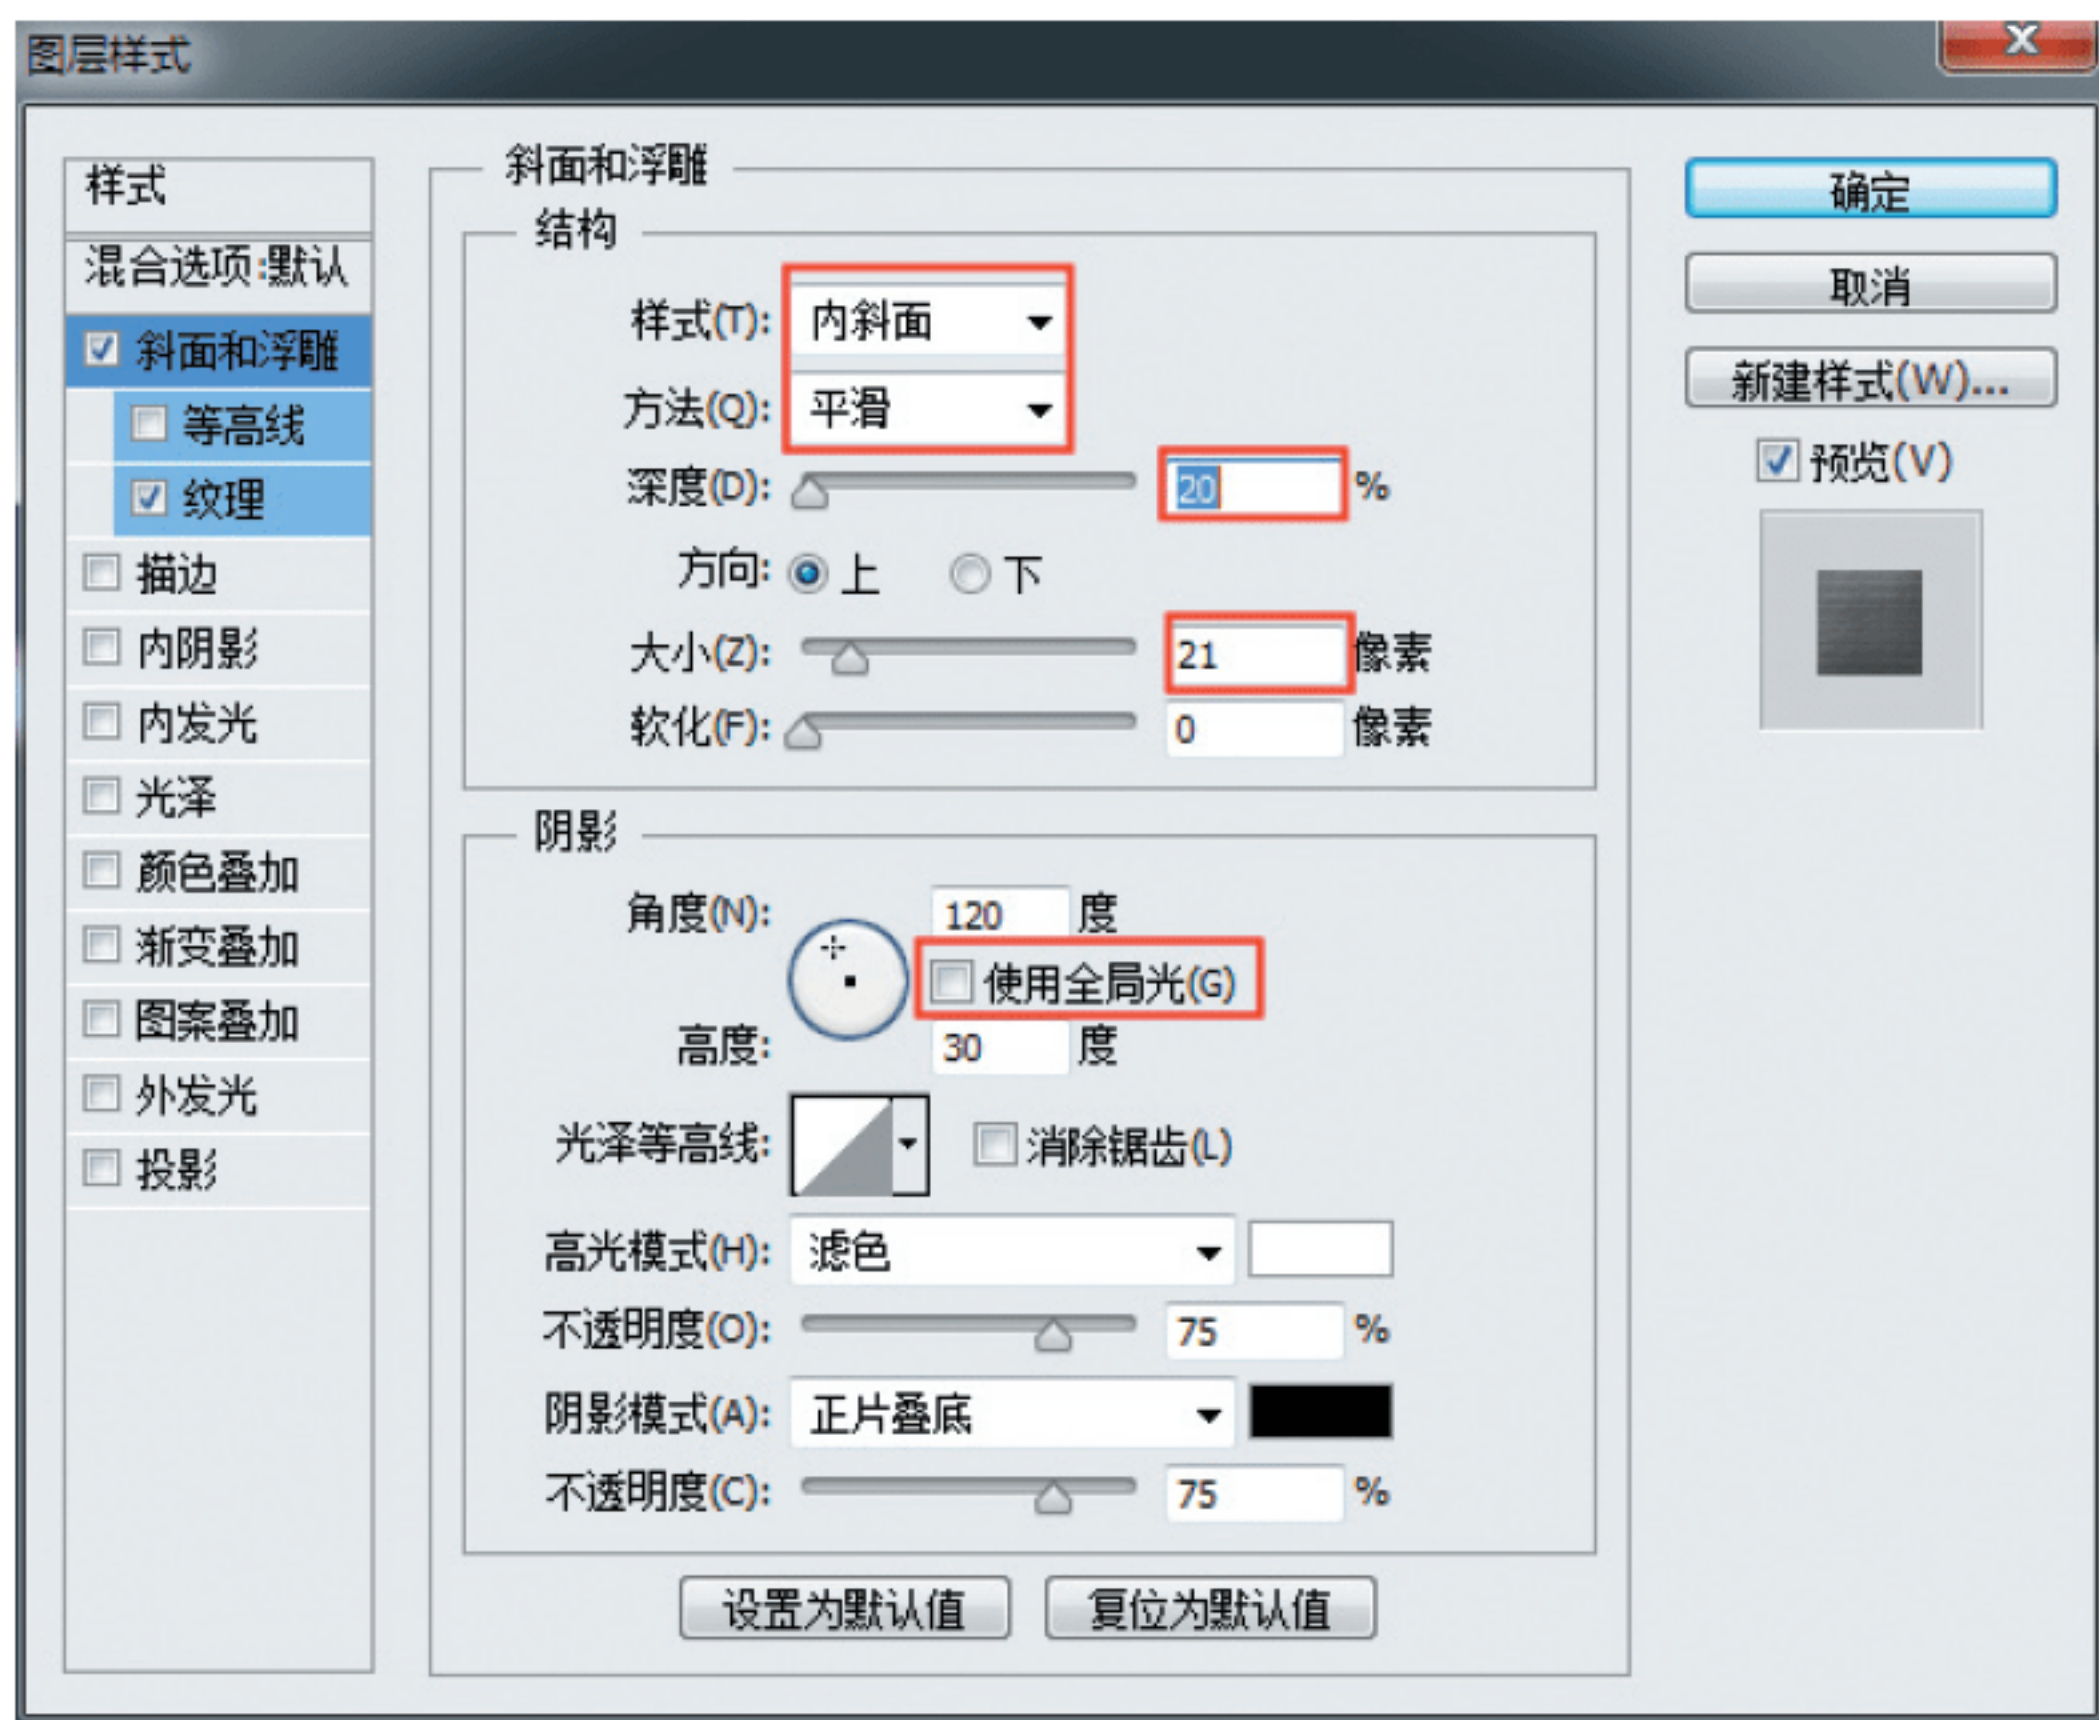 图层样式
样式
混合选项:默认
斜面和浮雕
等高线
纹理
描边
内阴影
内发光
光泽
颜色叠加
渐变叠加
图案叠加
外发光
投影
斜面和浮雕
结构
样式(T): 内斜面
方法(Q): 平滑
深度(D): 20 %
方向: 上 下
大小(Z): 21 像素
软化(F): 0 像素
阴影
角度(N): 120 度
使用全局光(G)
高度: 30 度
光泽等高线: 消除锯齿(L)
高光模式(H): 滤色
不透明度(O): 75 %
阴影模式(A): 正片叠底
不透明度(C): 75 %
设置为默认值 复位为默认值
确定
取消
新建样式(W)...
预览(V)